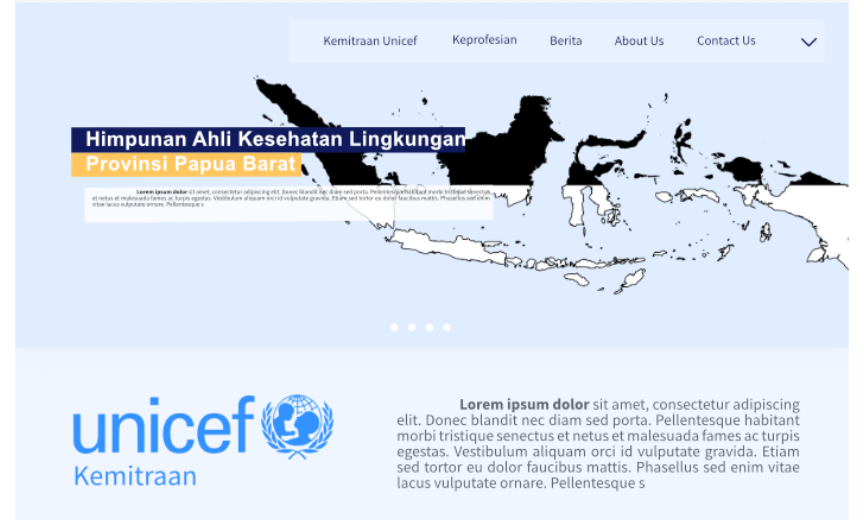 Kemitraan Unicef Keprofesian Berita About Us Contact Us
Himpunan Ahli Kesehatan Lingkungan
Provinsi Papua Barat
Lorem ipsum dolor sit amet, consectetur adipiscing elit. Donec blandit nec diam sed porta. Pellentesque habitant morbi tristique senectus
et netus et malesuada fames ac turpis egestas. Vestibulum aliquam orci id vulputate gravida. Etiam sed tortor eu dolor faucibus mattis. Phasellus sed enim
vitae lacus vulputate ornare. Pellentesque s
unicef
Kemitraan
Lorem ipsum dolor sit amet, consectetur adipiscing
elit. Donec blandit nec diam sed porta. Pellentesque habitant
morbi tristique senectus et netus et malesuada fames ac turpis
egestas. Vestibulum aliquam orci id vulputate gravida. Etiam
sed tortor eu dolor faucibus mattis. Phasellus sed enim vitae
lacus vulputate ornare. Pellentesque s